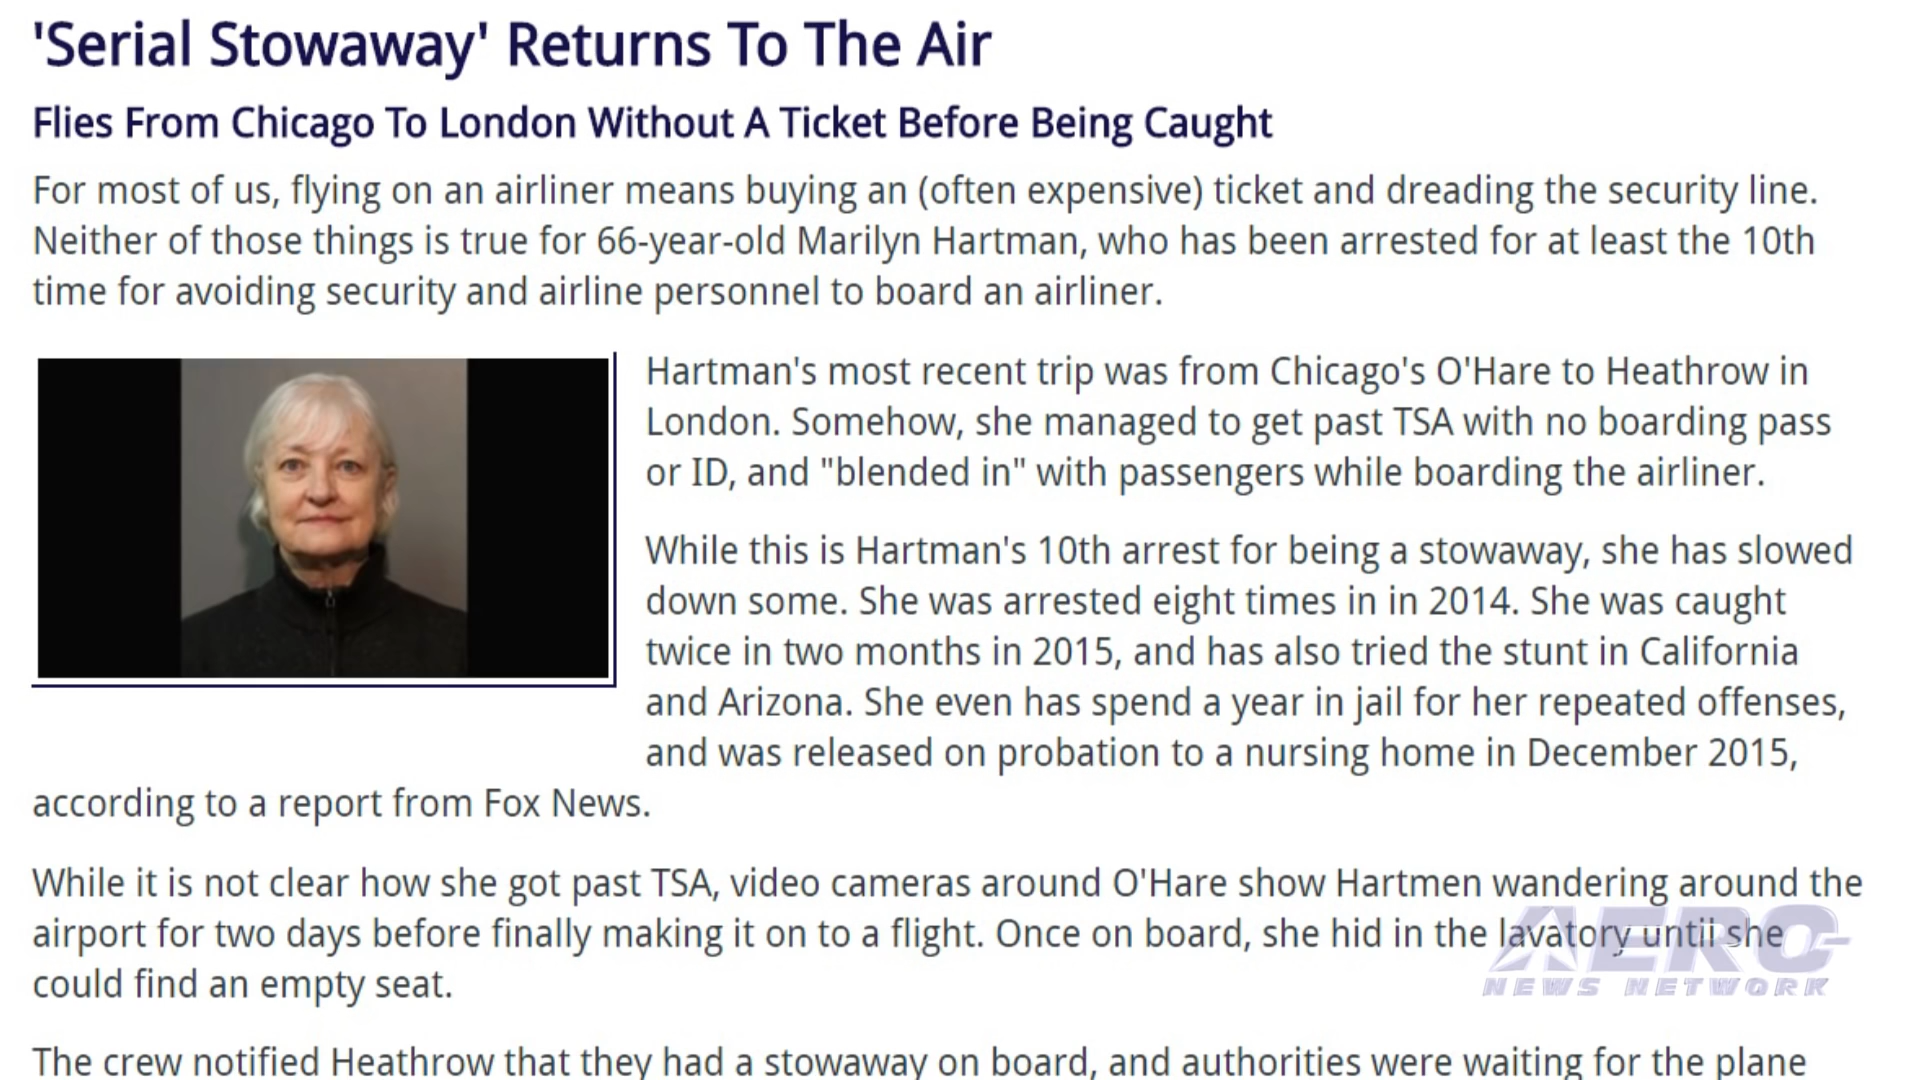 'Serial Stowaway' Returns To The Air
Flies From Chicago To London Without A Ticket Before Being Caught
For most of us, flying on an airliner means buying an (often expensive) ticket and dreading the security line.
Neither of those things is true for 66-year-old Marilyn Hartman, who has been arrested for at least the 10th
time for avoiding security and airline personnel to board an airliner.
Hartman's most recent trip was from Chicago's O'Hare to Heathrow in
London. Somehow, she managed to get past TSA with no boarding pass
or ID, and "blended in" with passengers while boarding the airliner.
While this is Hartman's 10th arrest for being a stowaway, she has slowed
down some. She was arrested eight times in in 2014. She was caught
twice in two months in 2015, and has also tried the stunt in California
and Arizona. She even has spend a year in jail for her repeated offenses,
and was released on probation to a nursing home in December 2015,
according to a report from Fox News.
While it is not clear how she got past TSA, video cameras around O'Hare show Hartmen wandering around the
airport for two days before finally making it on to a flight. Once on board, she hid in the lavatory until she
could find an empty seat.
AERO
NEWS NETWORK
The crew notified Heathrow that they had a stowaway on board, and authorities were waiting for the plane